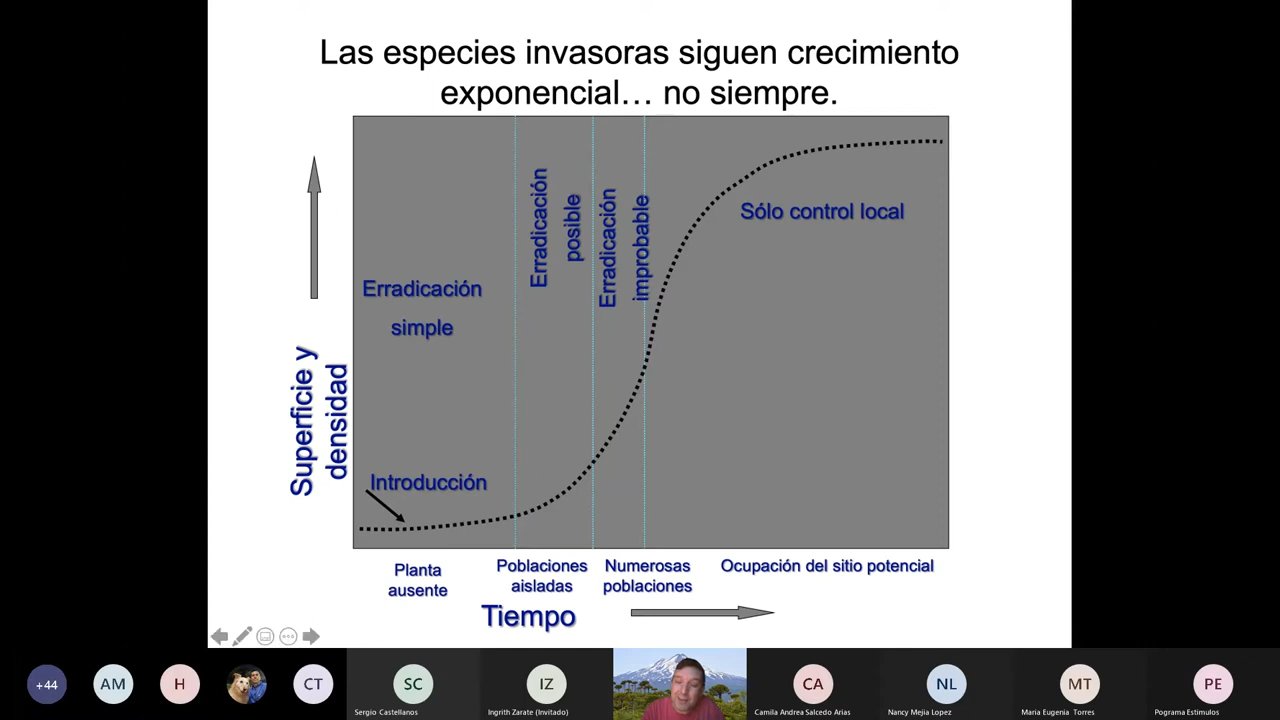 Las especies invasoras siguen crecimiento
exponencial… no siempre.
Erradicación
simple
Erradicación
posible
Erradicación
improbable
Sólo control local
Superficie y
densidad
Introducción
Planta
ausente
Poblaciones
aisladas
Numerosas
poblaciones
Ocupación del sitio potencial
Tiempo
+44
AM
H
CT
SC
Sergio Castellanos
IZ
Ingrith Zarate (Invitado)
CA
Camila Andrea Salcedo Arias
NL
Nancy Mejia Lopez
MT
Maria Eugenia Torres
PE
Pograma Estimulos